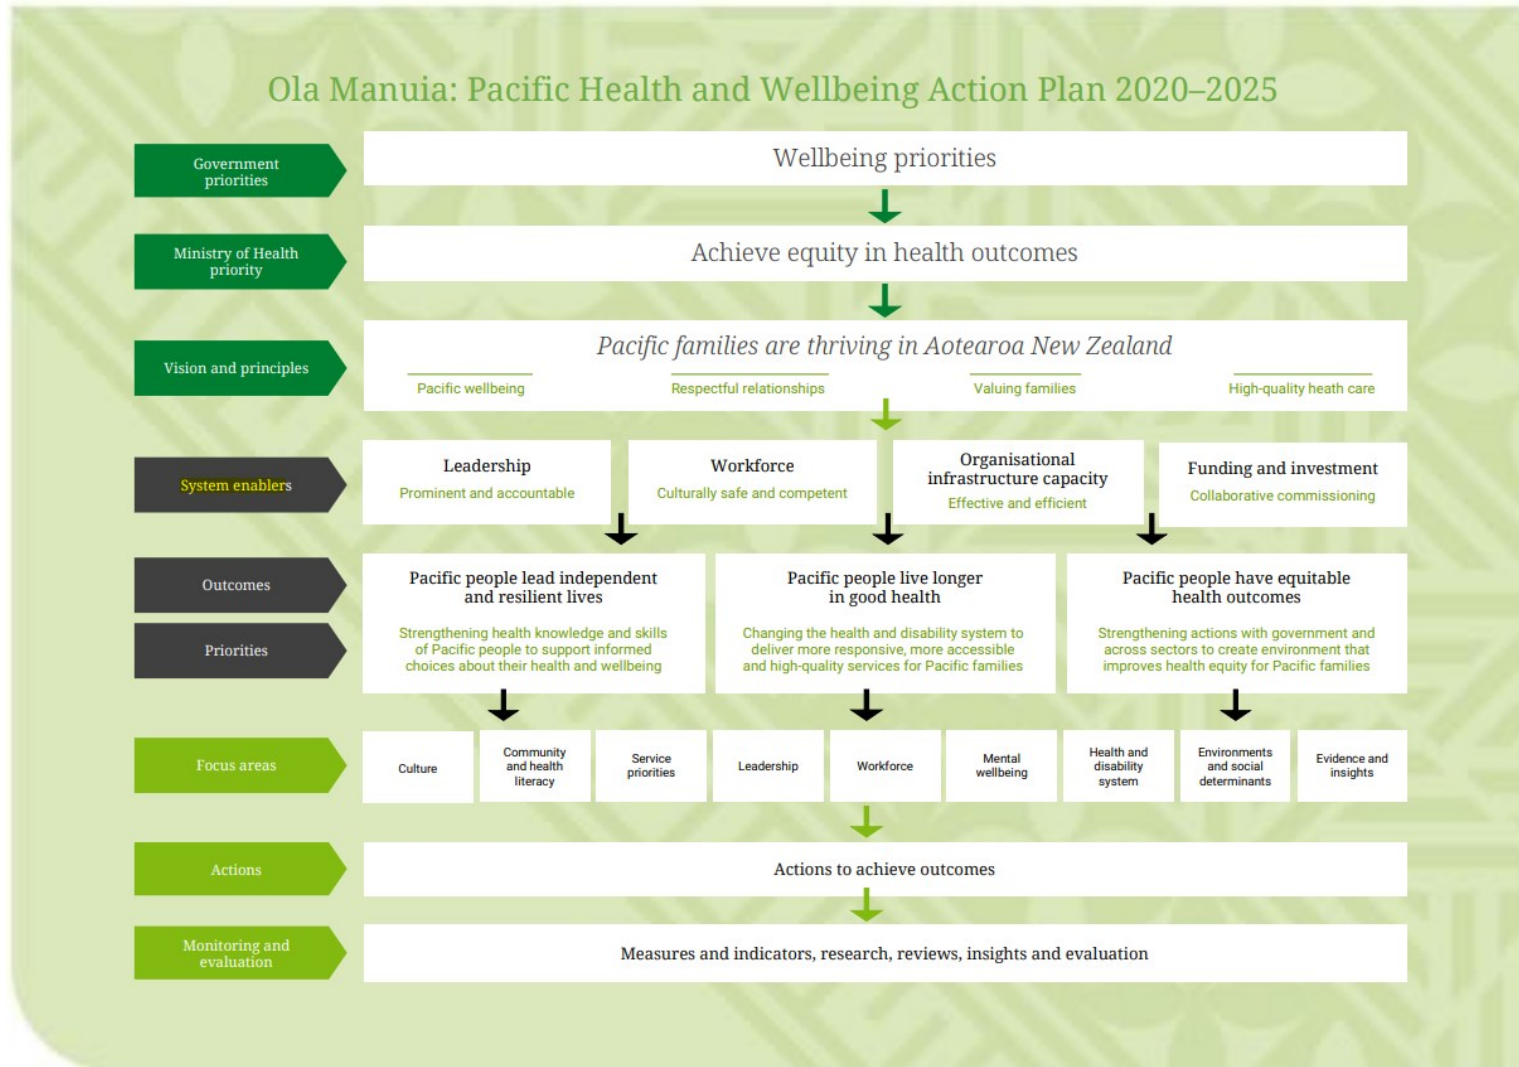 Ola Manuia: Pacific Health and Wellbeing Action Plan 2020–2025
Government
priorities
Wellbeing priorities
Ministry of Health
priority
Achieve equity in health outcomes
Vision and principles
Pacific families are thriving in Aotearoa New Zealand
Pacific wellbeing
Respectful relationships
Valuing families
High-quality heath care
System enablers
Leadership
Prominent and accountable
Workforce
Culturally safe and competent
Organisational
infrastructure capacity
Effective and efficient
Funding and investment
Collaborative commissioning
Outcomes
Priorities
Pacific people lead independent
and resilient lives
Strengthening health knowledge and skills
of Pacific people to support informed
choices about their health and wellbeing
Pacific people live longer
in good health
Changing the health and disability system to
deliver more responsive, more accessible
and high-quality services for Pacific families
Pacific people have equitable
health outcomes
Strengthening actions with government and
across sectors to create environment that
improves health equity for Pacific families
Focus areas
Culture
Community
and health
literacy
Service
priorities
Leadership
Workforce
Mental
wellbeing
Health and
disability
system
Environments
and social
determinants
Evidence and
insights
Actions
Actions to achieve outcomes
Monitoring and
evaluation
Measures and indicators, research, reviews, insights and evaluation